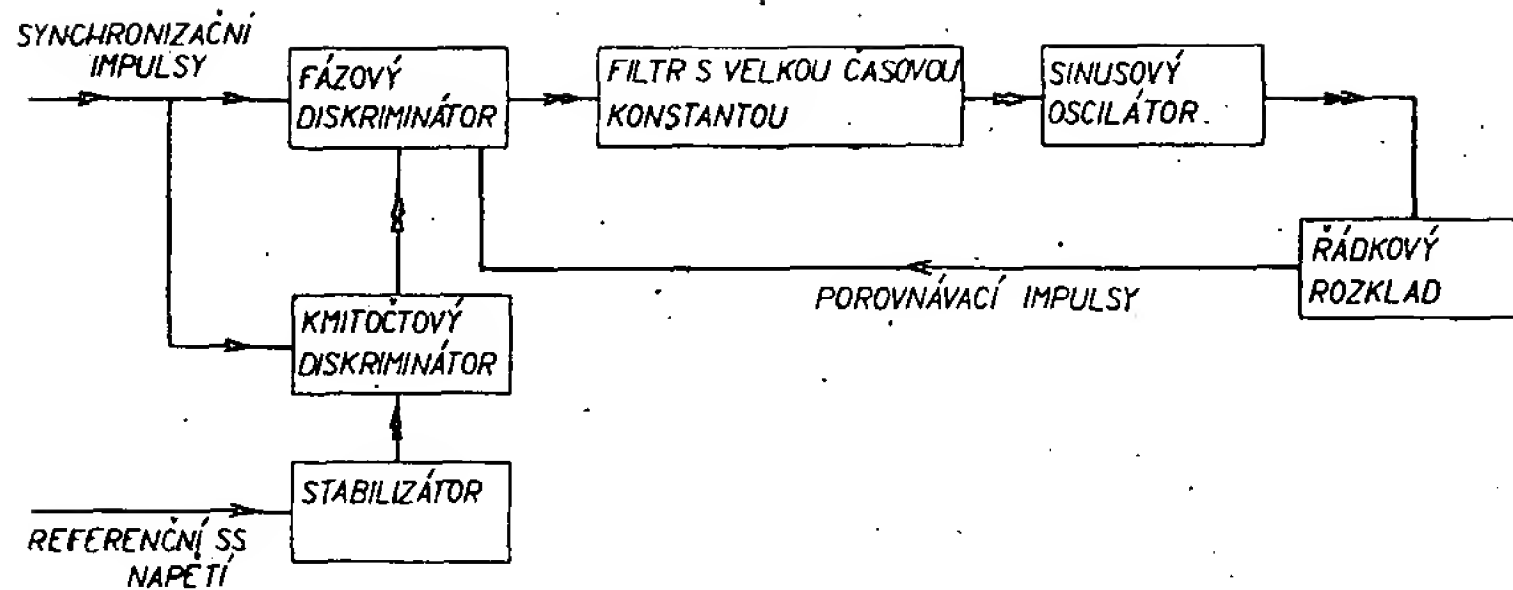 SYNCHRONIZAČNÍ
IMPULSY
FÁZOVÝ
DISKRIMINÁTOR
FILTR S VELKOU ČASOVOU
KONSTANTOU
SINUSOVÝ
OSCILÁTOR.
ŘÁDKOVÝ
ROZKLAD
POROVNÁVACÍ IMPULSY
KMITOČTOVÝ
DISKRIMINÁTOR
STABILIZÁTOR
REFERENČNÍ SS
NAPĚTÍ